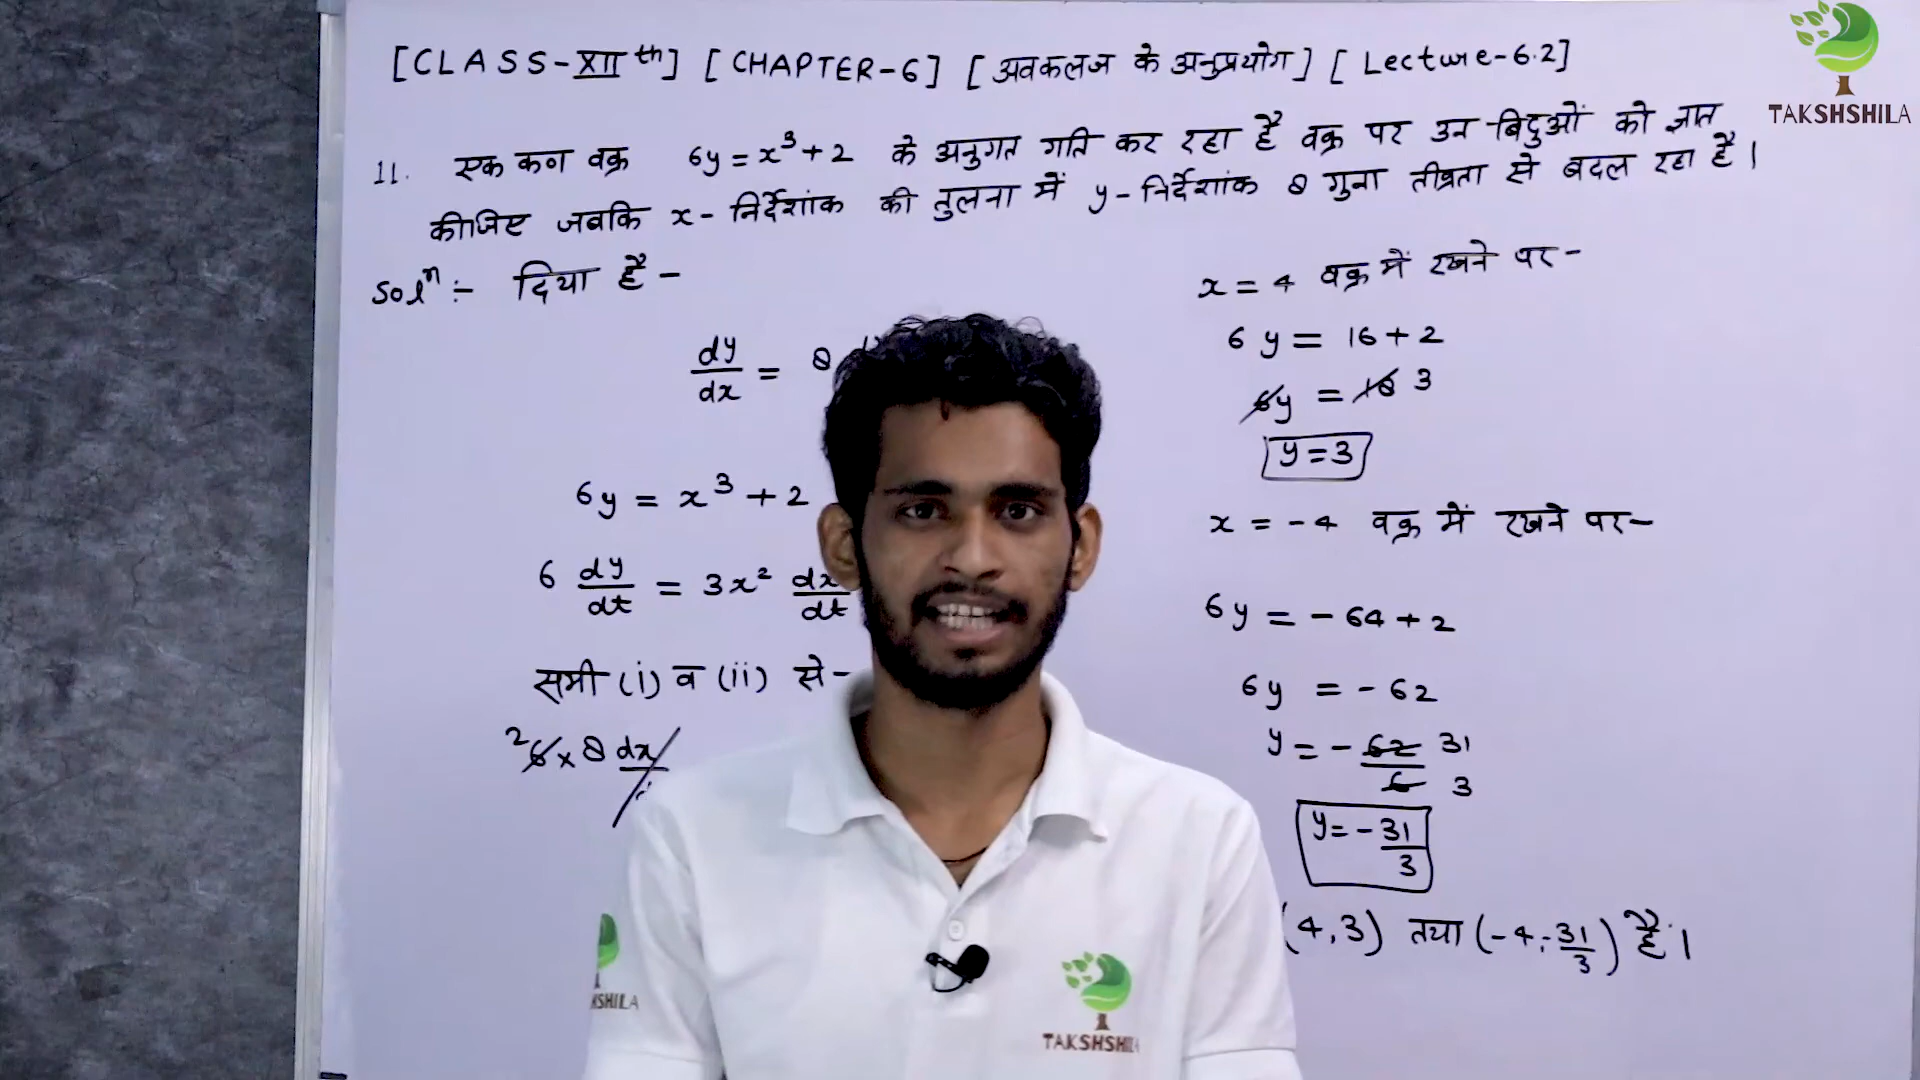 [CLASS-XIIth] [CHAPTER-6] [अवकलज के अनुप्रयोग] [Lecture-6.2]
TAKSHSHILA
11. एक कण वक्र 6y = x³ + 2 के अनुगत गति कर रहा है वक्र पर उन बिंदुओं को ज्ञात
कीजिए जबकि x- निर्देशांक की तुलना में y- निर्देशांक 8 गुना तीव्रता से बदल रहा है।
Solⁿ :- दिया है -
dy/dx = 8
6y = x³ + 2
6 dy/dt = 3x² dx/dt
समी (i) व (ii) से-
2 6 x 8 dx
x = 4 वक्र में रखने पर-
6y = 16 + 2
6y = 18 3
y = 3
x = -4 वक्र में रखने पर-
6y = -64 + 2
6y = -62
y = - 62/6 31/3
y = - 31/3
(4, 3) तथा (-4, -31/3) है।
TAKSHSHILA